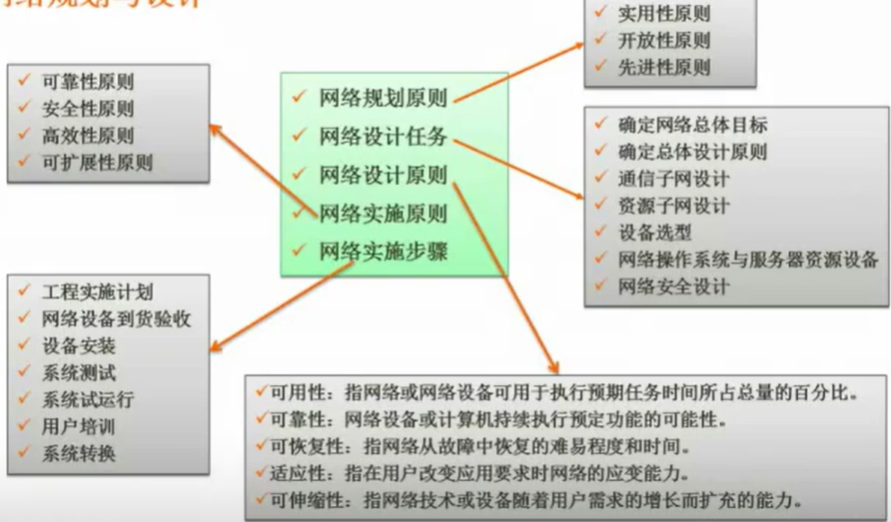 网络规划与设计
实用性原则
开放性原则
先进性原则
可靠性原则
安全性原则
高效性原则
可扩展性原则
网络规划原则
网络设计任务
网络设计原则
网络实施原则
网络实施步骤
确定网络总体目标
确定总体设计原则
通信子网设计
资源子网设计
设备选型
网络操作系统与服务器资源设备
网络安全设计
工程实施计划
网络设备到货验收
设备安装
系统测试
系统试运行
用户培训
系统转换
可用性：指网络或网络设备可用于执行预期任务时间所占总量的百分比。
可靠性：网络设备或计算机持续执行预定功能的可能性。
可恢复性：指网络从故障中恢复的难易程度和时间。
适应性：指在用户改变应用要求时网络的应变能力。
可伸缩性：指网络技术或设备随着用户需求的增长而扩充的能力。